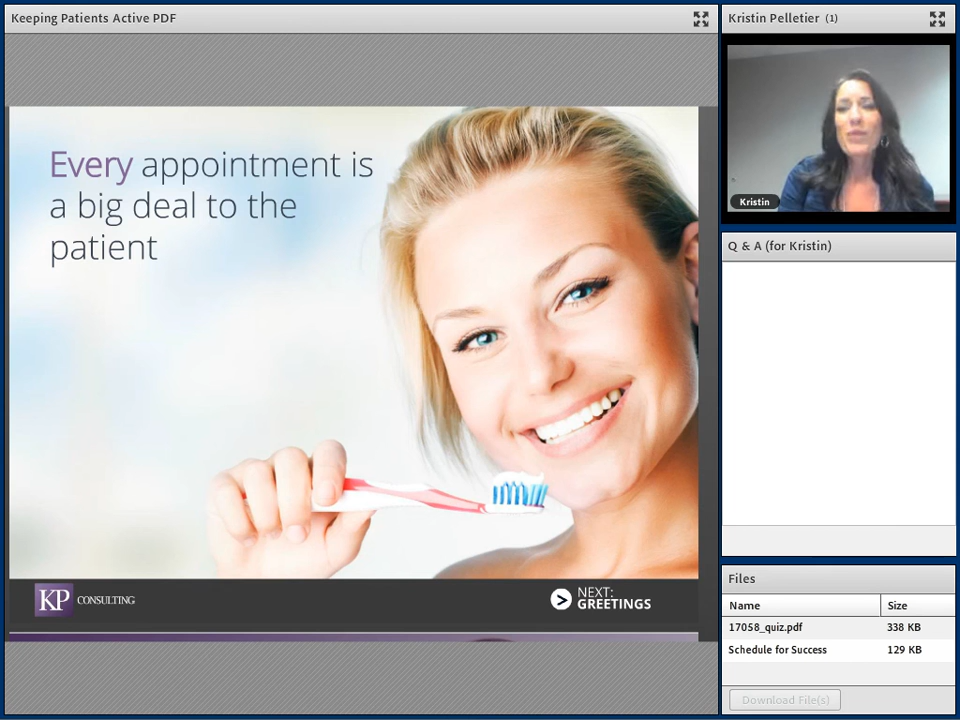 Keeping Patients Active PDF
Every appointment is
a big deal to the
patient
KP CONSULTING
NEXT:
GREETINGS
Kristin Pelletier (1)
Kristin
Q & A (for Kristin)
Files
Name Size
17058_quiz.pdf 338 KB
Schedule for Success 129 KB
Download File(s)